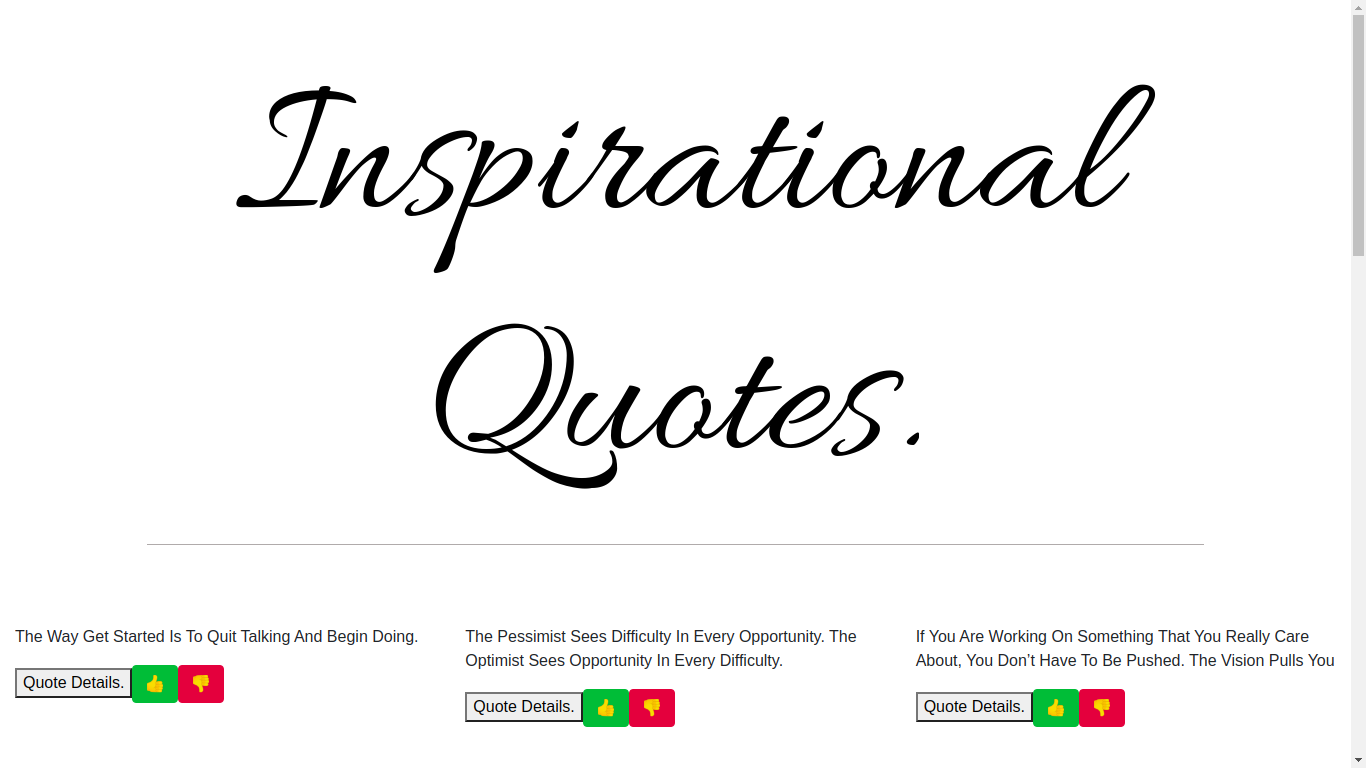 Inspirational
Quotes.
The Way Get Started Is To Quit Talking And Begin Doing.
Quote Details.
The Pessimist Sees Difficulty In Every Opportunity. The
Optimist Sees Opportunity In Every Difficulty.
Quote Details.
If You Are Working On Something That You Really Care
About, You Don’t Have To Be Pushed. The Vision Pulls You
Quote Details.